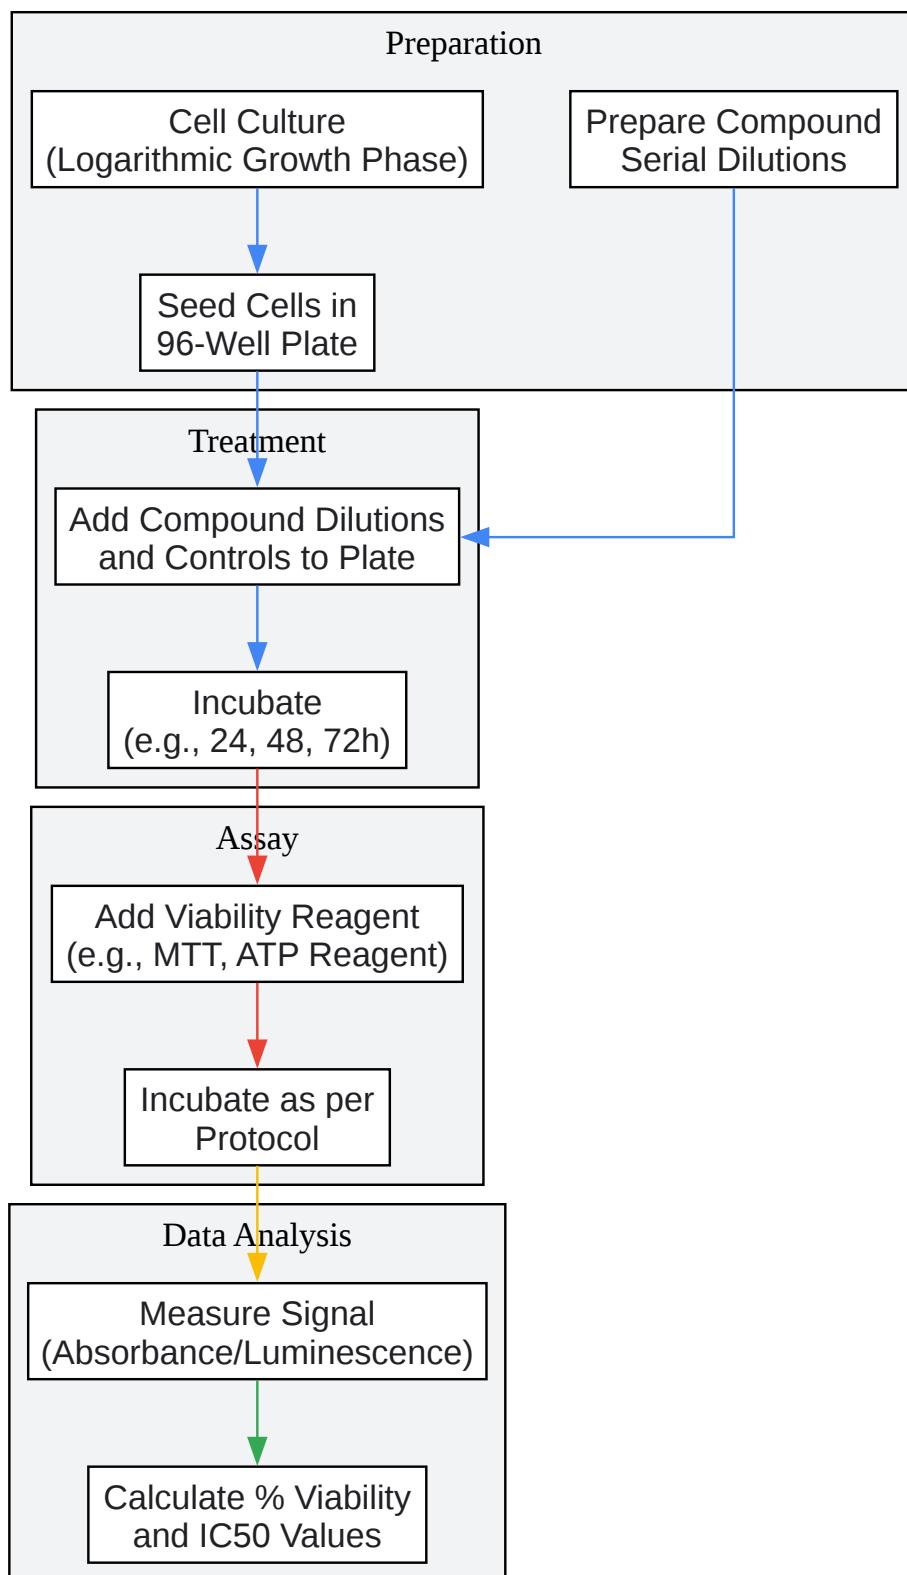 Preparation
Cell Culture
(Logarithmic Growth Phase)
Prepare Compound
Serial Dilutions
Seed Cells in
96-Well Plate
Treatment
Add Compound Dilutions
and Controls to Plate
Incubate
(e.g., 24, 48, 72h)
Assay
Add Viability Reagent
(e.g., MTT, ATP Reagent)
Incubate as per
Protocol
Data Analysis
Measure Signal
(Absorbance/Luminescence)
Calculate % Viability
and IC50 Values